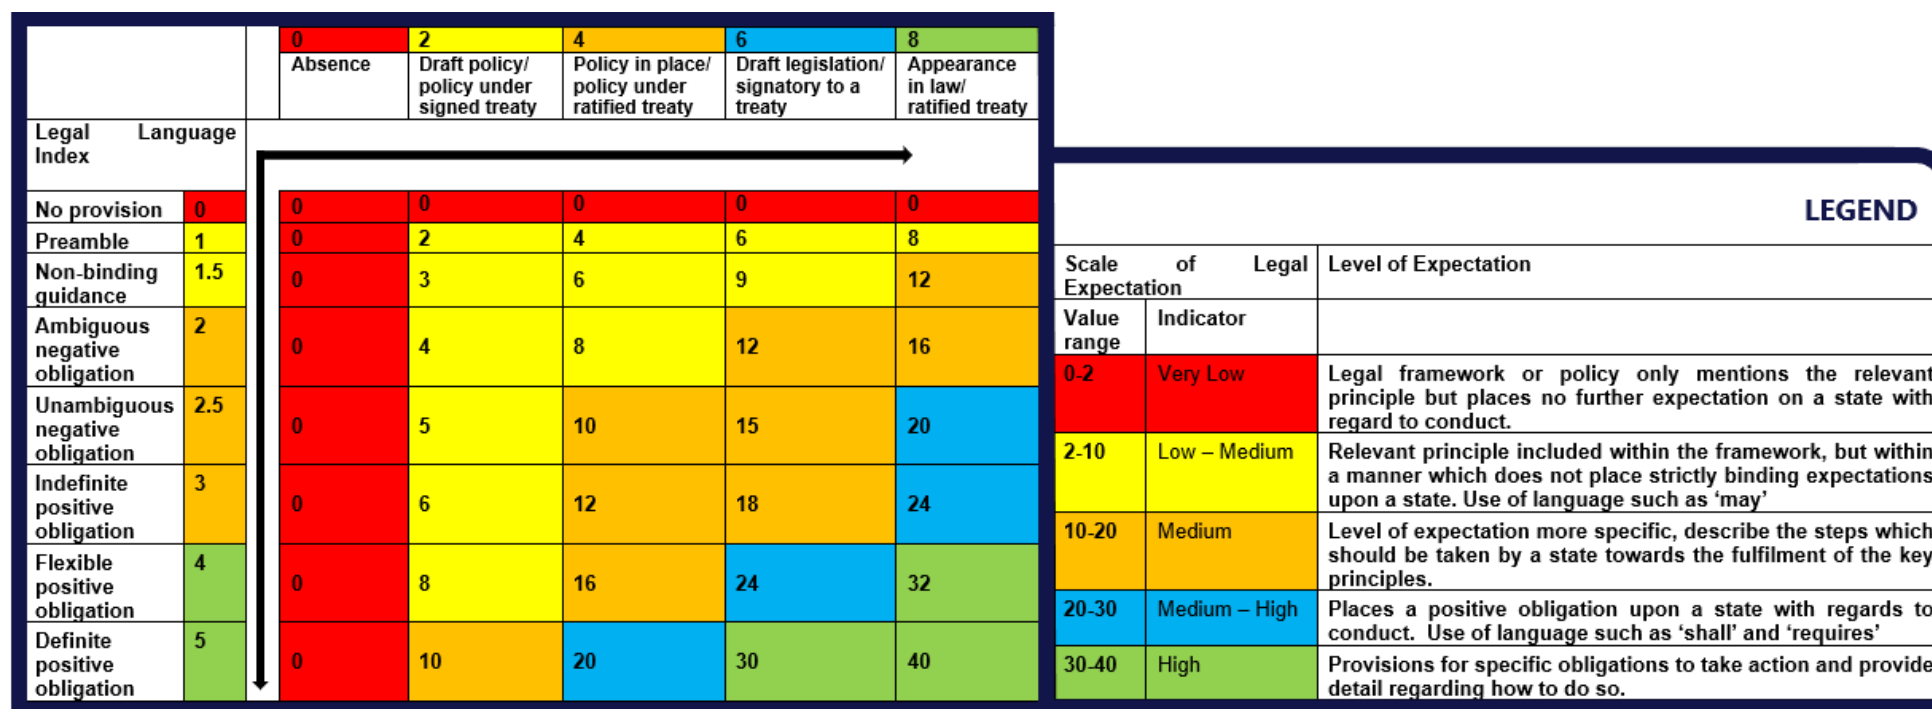 0 2 4 6 8
Absence Draft policy/ Policy in place/ Draft legislation/ Appearance
policy under policy under signatory to a in law/
signed treaty ratified treaty treaty ratified treaty
Legal Language
Index
No provision 0 0 0 0 0 0
Preamble 1 0 2 4 6 8
Non-binding 1.5
guidance
0 3 6 9 12
Ambiguous 2
negative
obligation
0 4 8 12 16
Unambiguous 2.5
negative
obligation
0 5 10 15 20
Indefinite 3
positive
obligation
0 6 12 18 24
Flexible 4
positive
obligation
0 8 16 24 32
Definite 5
positive
obligation
0 10 20 30 40
LEGEND
Scale of Legal
Expectation
Level of Expectation
Value
range
Indicator
0-2 Very Low
Legal framework or policy only mentions the relevant
principle but places no further expectation on a state with
regard to conduct.
2-10 Low – Medium
Relevant principle included within the framework, but within
a manner which does not place strictly binding expectations
upon a state. Use of language such as ‘may’
10-20 Medium
Level of expectation more specific, describe the steps which
should be taken by a state towards the fulfilment of the key
principles.
20-30 Medium – High
Places a positive obligation upon a state with regards to
conduct. Use of language such as ‘shall’ and ‘requires’
30-40 High
Provisions for specific obligations to take action and provide
detail regarding how to do so.